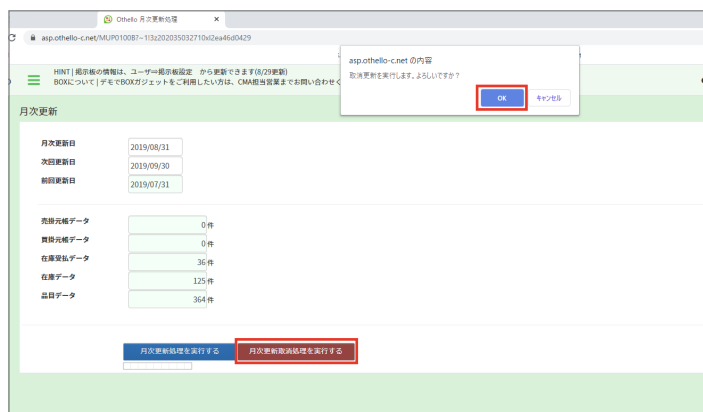 Othello 月次更新処理 ×
asp.othello-c.net/MUP01008?--1l3z202035032710xl2ea46d0429
asp.othello-c.net の内容
取消更新を実行します。よろしいですか?
OK キャンセル
HINT | 掲示板の情報は、ユーザ⇒掲示板設定 から更新できます(8/29更新)
BOXについて | デモでBOXガジェットをご利用したい方は、CMA担当営業までお問い合わせく
月次更新
月次更新日 2019/08/31
次回更新日 2019/09/30
前回更新日 2019/07/31
売掛元帳データ 0 件
買掛元帳データ 0 件
在庫受払データ 36 件
在庫データ 125 件
品目データ 364 件
月次更新処理を実行する 月次更新取消処理を実行する